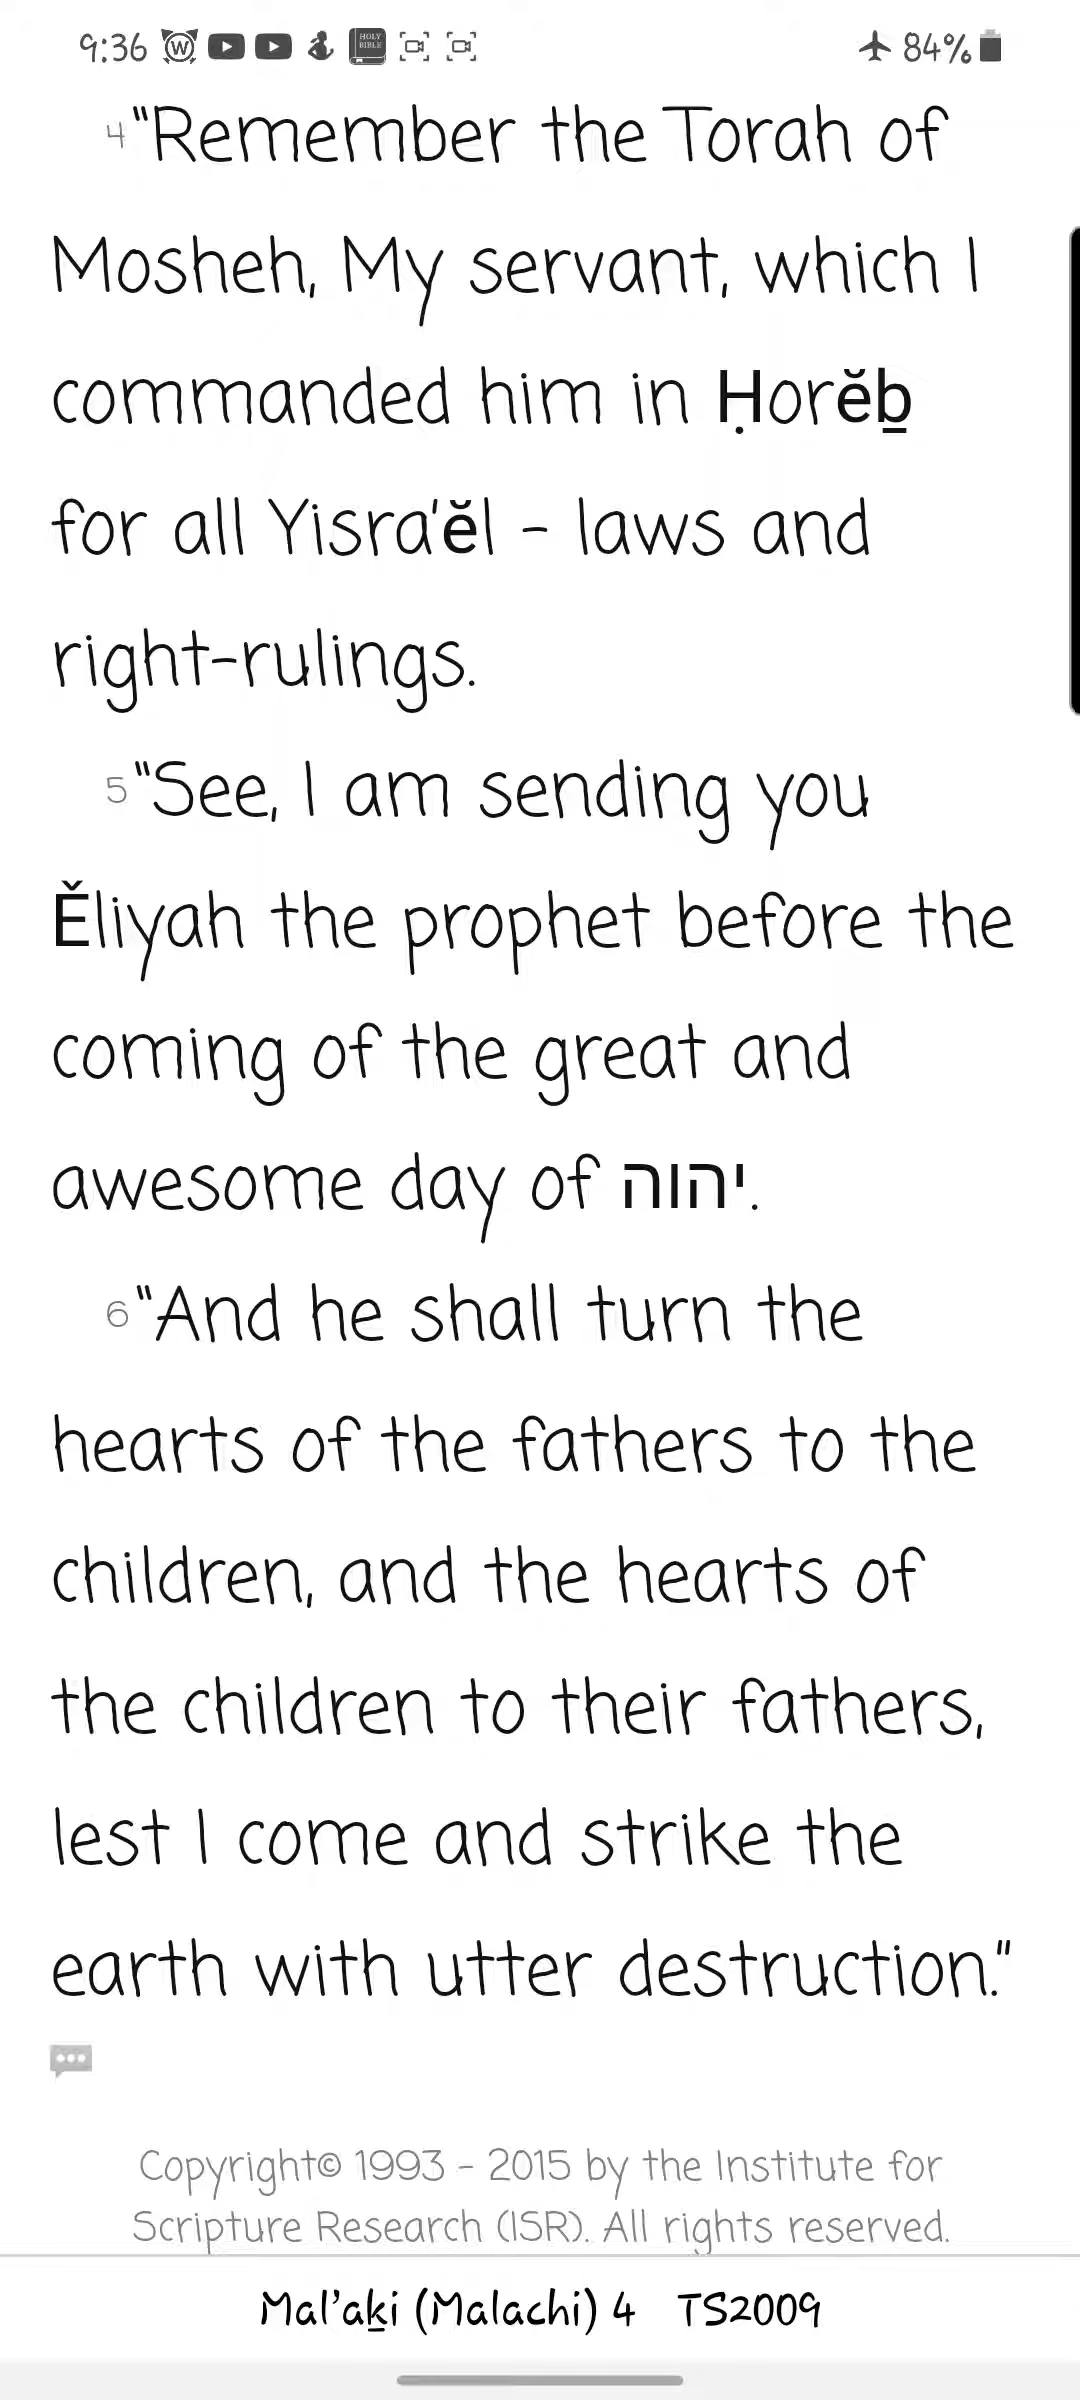 9:36 84%
4 "Remember the Torah of
Mosheh, My servant, which I
commanded him in Ḥorĕḇ
for all Yisra'ĕl - laws and
right-rulings.
5 "See, I am sending you
Ěliyah the prophet before the
coming of the great and
awesome day of יהוה.
6 "And he shall turn the
hearts of the fathers to the
children, and the hearts of
the children to their fathers,
lest I come and strike the
earth with utter destruction."
Copyright© 1993 - 2015 by the Institute for
Scripture Research (ISR). All rights reserved.
Mal'aḵi (Malachi) 4 TS2009